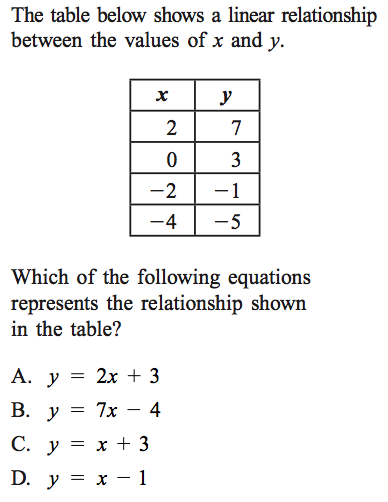 The table below shows a linear relationship
between the values of x and y.
x y
2 7
0 3
−2 −1
−4 −5
Which of the following equations
represents the relationship shown
in the table?
A. y = 2x + 3
B. y = 7x − 4
C. y = x + 3
D. y = x − 1